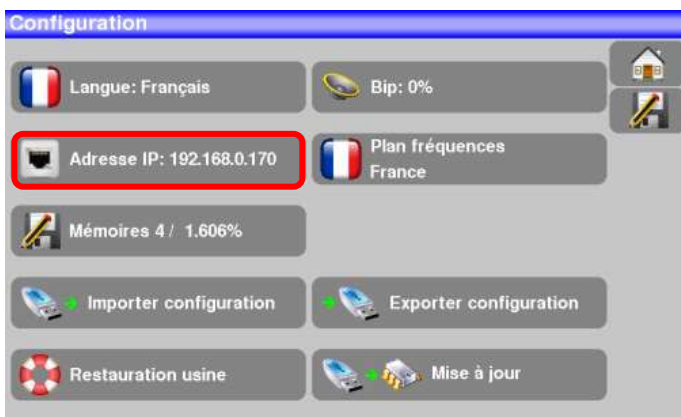 Configuration
Langue: Français
Bip: 0%
Adresse IP: 192.168.0.170
Plan fréquences
France
Mémoires 4 / 1.606%
Importer configuration
Exporter configuration
Restauration usine
Mise à jour